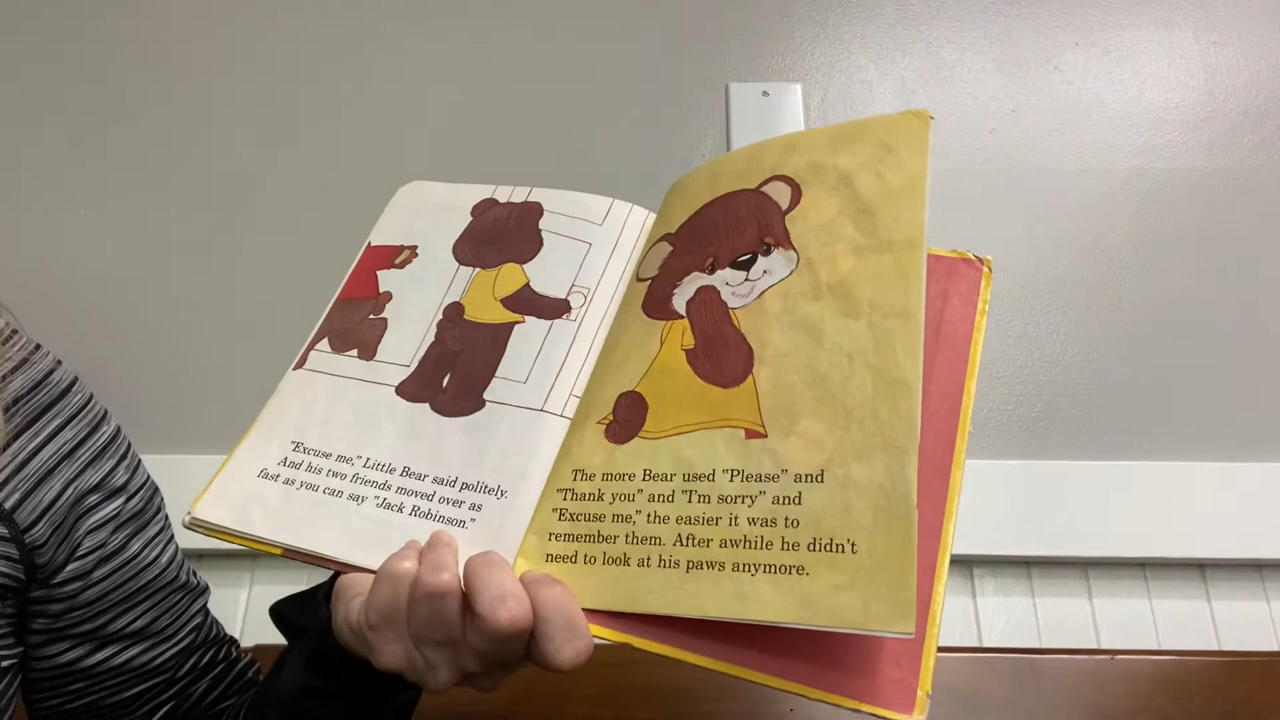 "Excuse me," Little Bear said politely.
And his two friends moved over as
fast as you can say "Jack Robinson."
The more Bear used "Please" and
"Thank you" and "I'm sorry" and
"Excuse me," the easier it was to
remember them. After awhile he didn't
need to look at his paws anymore.